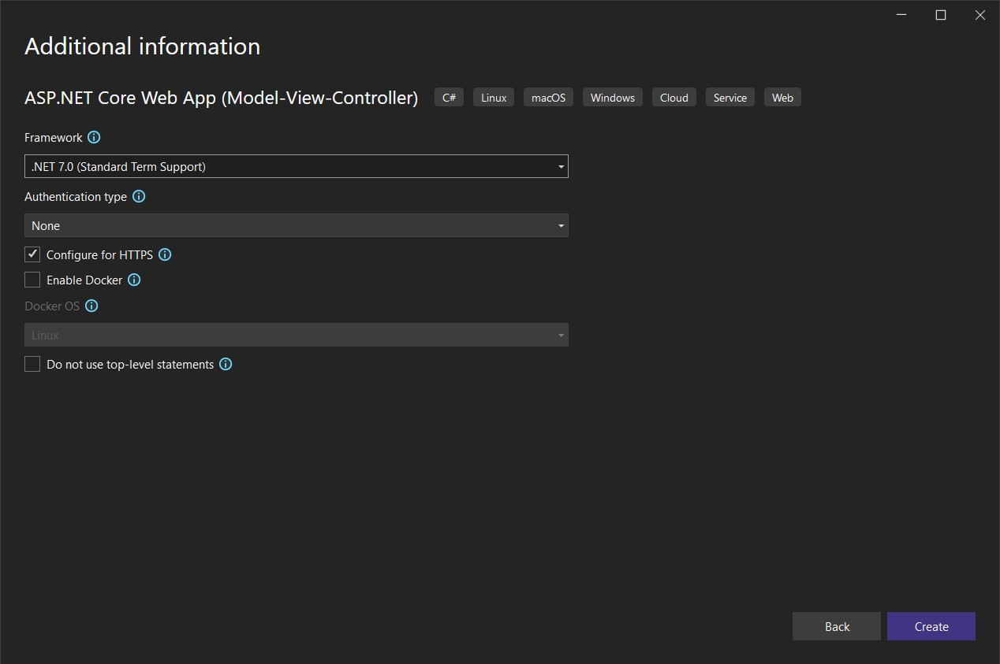 Additional information
ASP.NET Core Web App (Model-View-Controller) C# Linux macOS Windows Cloud Service Web
Framework
.NET 7.0 (Standard Term Support)
Authentication type
None
Configure for HTTPS
Enable Docker
Docker OS
Linux
Do not use top-level statements
Back Create